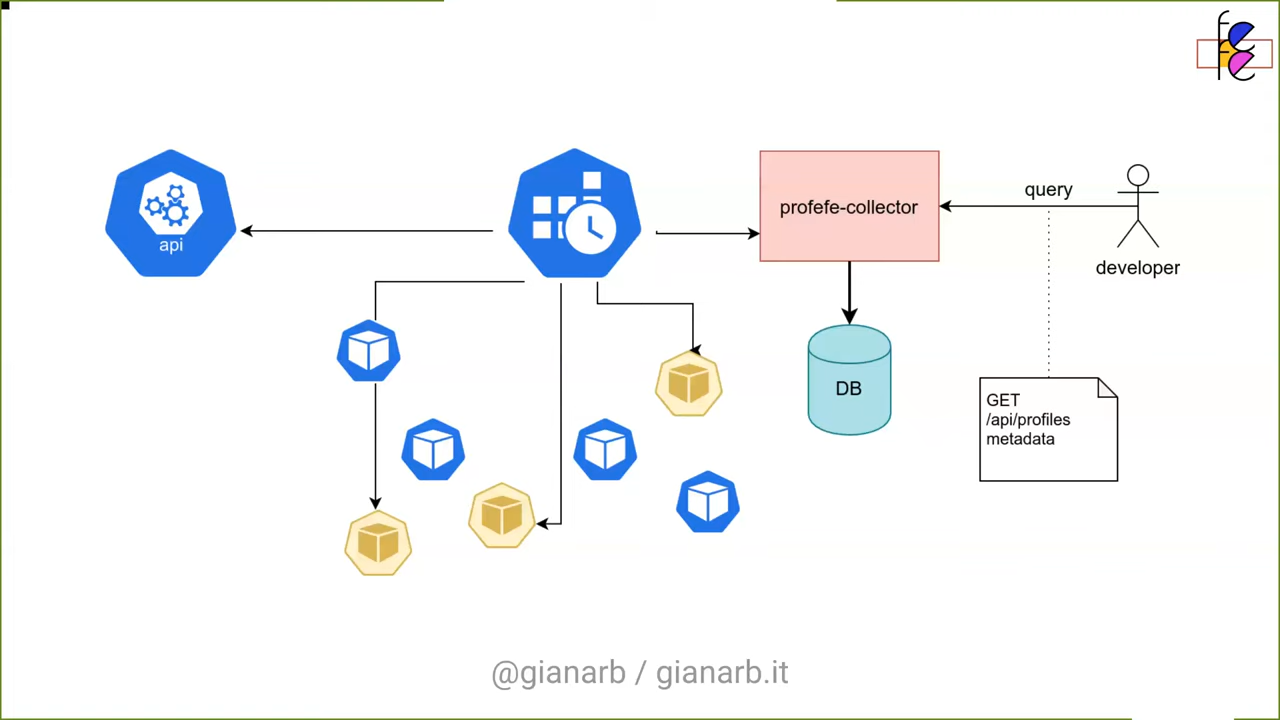 api
profefe-collector
query
developer
DB
GET
/api/profiles
metadata
@gianarb / gianarb.it